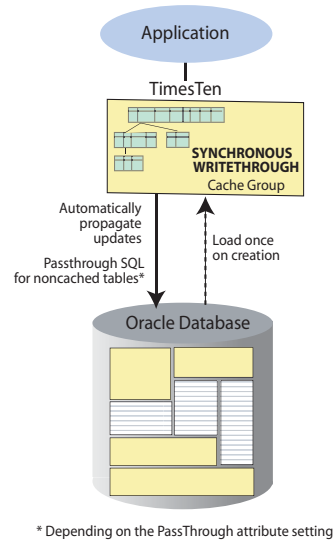 Application
TimesTen
SYNCHRONOUS
WRITETHROUGH
Cache Group
Automatically
propagate
updates
Passthrough SQL
for noncached tables*
Load once
on creation
Oracle Database
* Depending on the PassThrough attribute setting